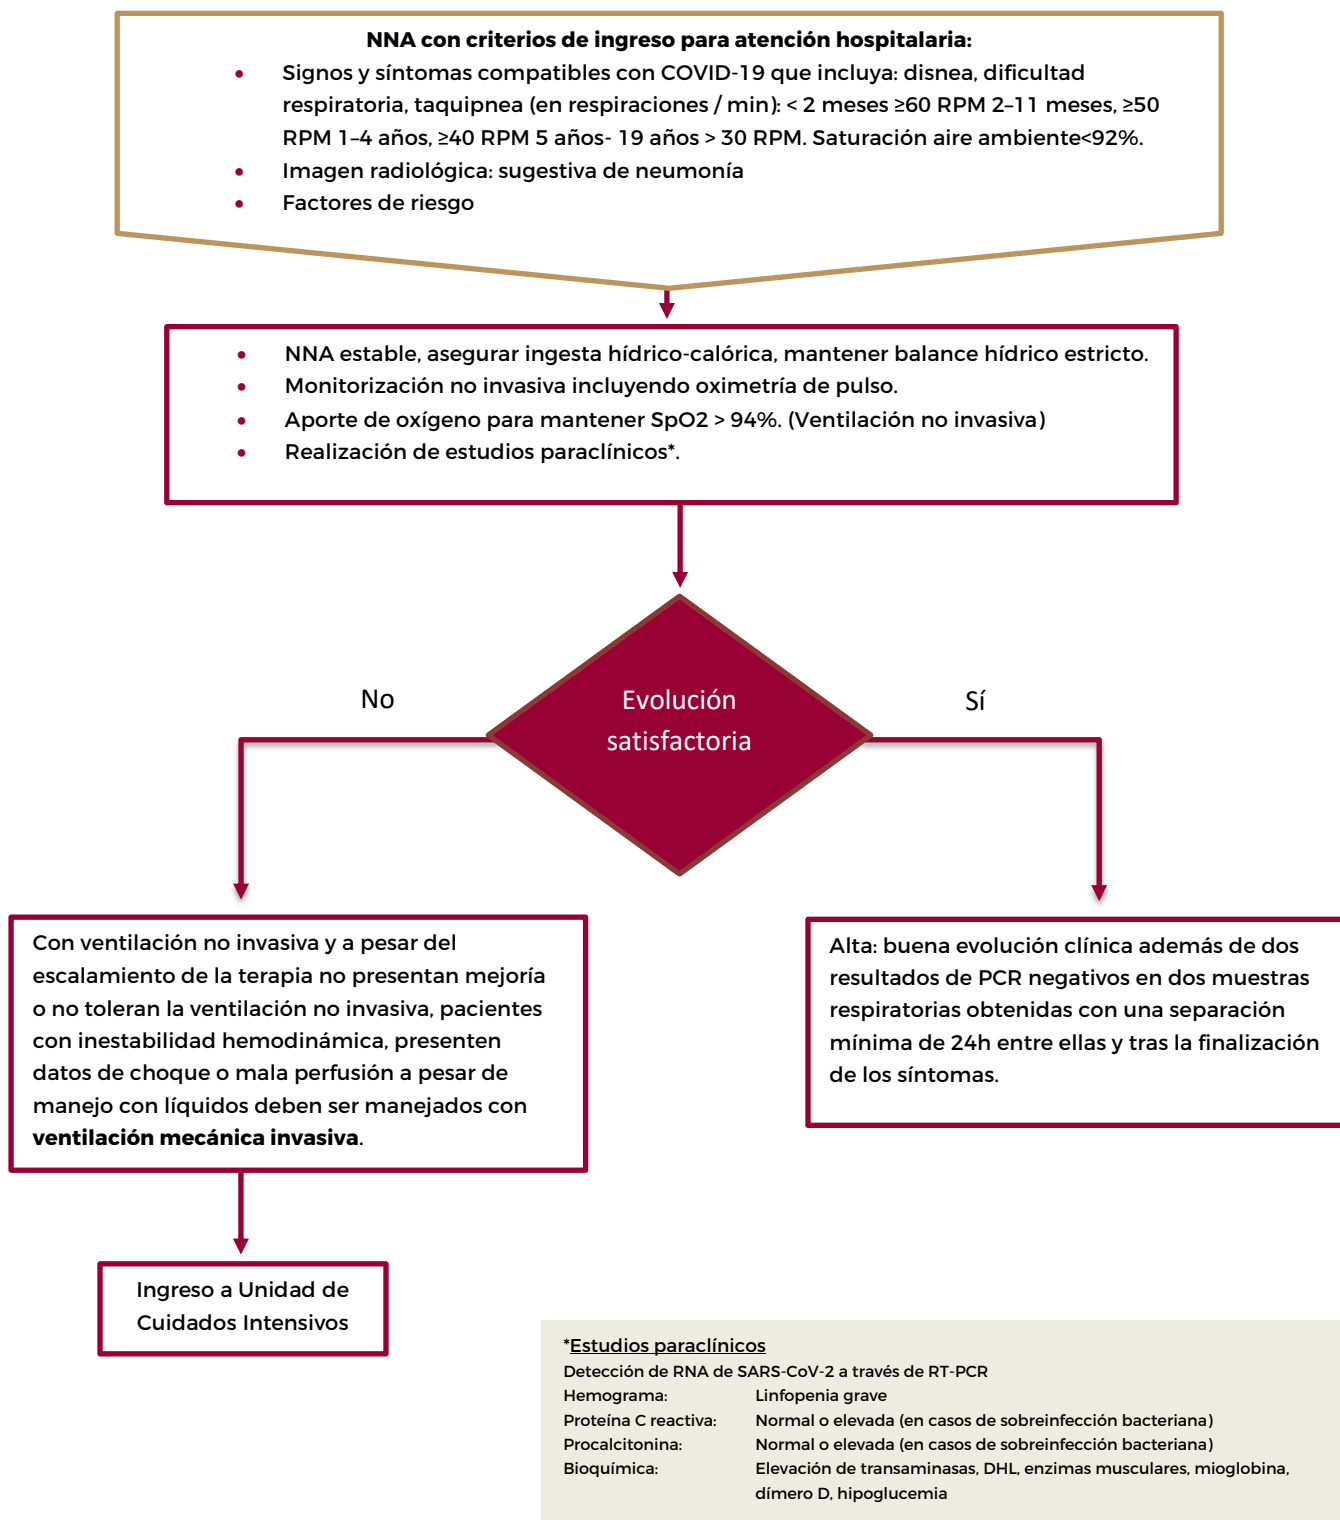 NNA con criterios de ingreso para atención hospitalaria:
• Signos y síntomas compatibles con COVID-19 que incluya: disnea, dificultad
respiratoria, taquipnea (en respiraciones / min): < 2 meses ≥60 RPM 2–11 meses, ≥50
RPM 1–4 años, ≥40 RPM 5 años- 19 años > 30 RPM. Saturación aire ambiente<92%.
• Imagen radiológica: sugestiva de neumonía
• Factores de riesgo
• NNA estable, asegurar ingesta hídrico-calórica, mantener balance hídrico estricto.
• Monitorización no invasiva incluyendo oximetría de pulso.
• Aporte de oxígeno para mantener SpO2 > 94%. (Ventilación no invasiva)
• Realización de estudios paraclínicos*.
No
Evolución
satisfactoria
Sí
Con ventilación no invasiva y a pesar del
escalamiento de la terapia no presentan mejoría
o no toleran la ventilación no invasiva, pacientes
con inestabilidad hemodinámica, presenten
datos de choque o mala perfusión a pesar de
manejo con líquidos deben ser manejados con
ventilación mecánica invasiva.
Alta: buena evolución clínica además de dos
resultados de PCR negativos en dos muestras
respiratorias obtenidas con una separación
mínima de 24h entre ellas y tras la finalización
de los síntomas.
Ingreso a Unidad de
Cuidados Intensivos
*Estudios paraclínicos
Detección de RNA de SARS-CoV-2 a través de RT-PCR
Hemograma: Linfopenia grave
Proteína C reactiva: Normal o elevada (en casos de sobreinfección bacteriana)
Procalcitonina: Normal o elevada (en casos de sobreinfección bacteriana)
Bioquímica: Elevación de transaminasas, DHL, enzimas musculares, mioglobina,
dímero D, hipoglucemia